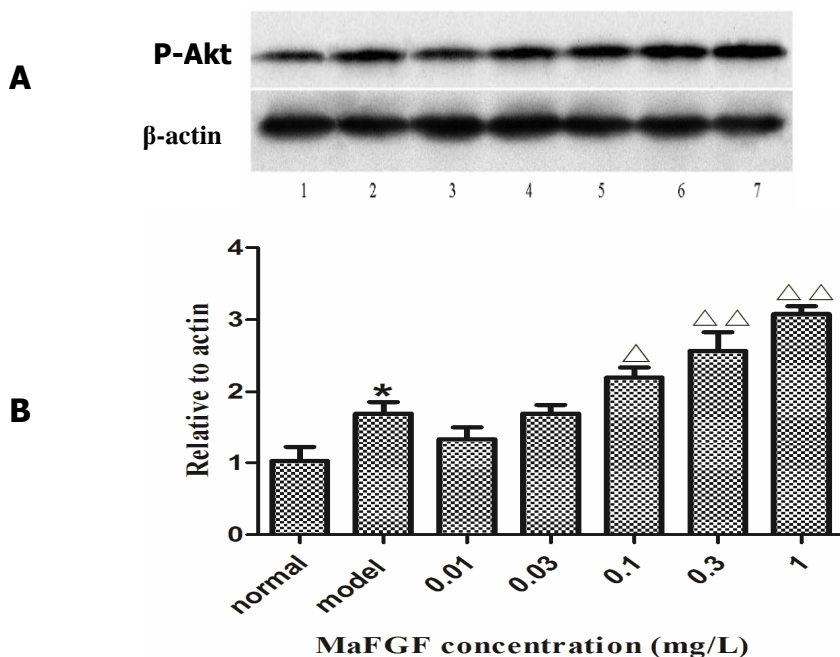 A
P-Akt
β-actin
1 2 3 4 5 6 7
B
Relative to actin
4
3
2
1
0
*
△
△ △
△ △
normal model 0.01 0.03 0.1 0.3 1
MaFGF concentration (mg/L)